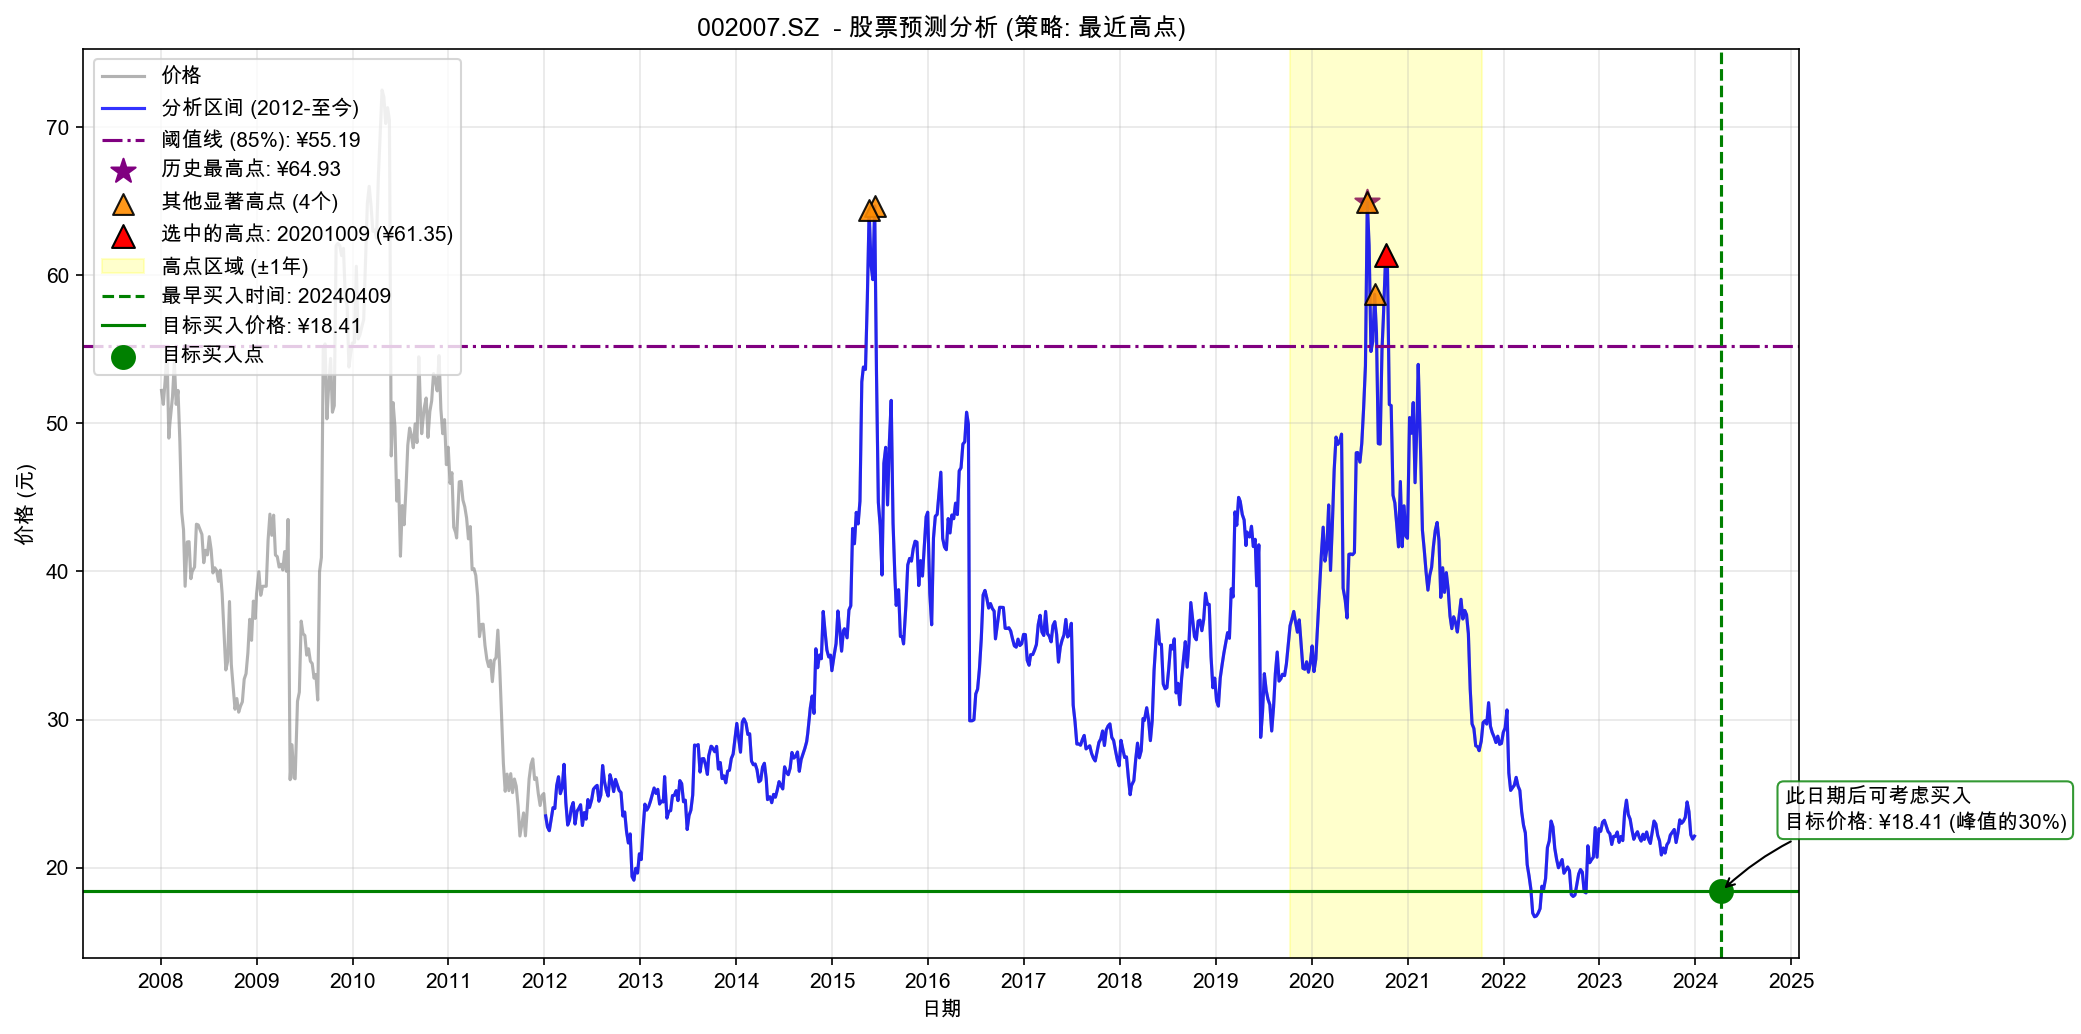 002007.SZ - 股票预测分析 (策略: 最近高点)
价格
分析区间 (2012-至今)
阈值线 (85%): ¥55.19
历史最高点: ¥64.93
其他显著高点 (4个)
选中的高点: 20201009 (¥61.35)
高点区域 (±1年)
最早买入时间: 20240409
目标买入价格: ¥18.41
目标买入点
价格 (元)
70
60
50
40
30
20
此日期后可考虑买入
目标价格: ¥18.41 (峰值的30%)
2008 2009 2010 2011 2012 2013 2014 2015 2016 2017 2018 2019 2020 2021 2022 2023 2024 2025
日期